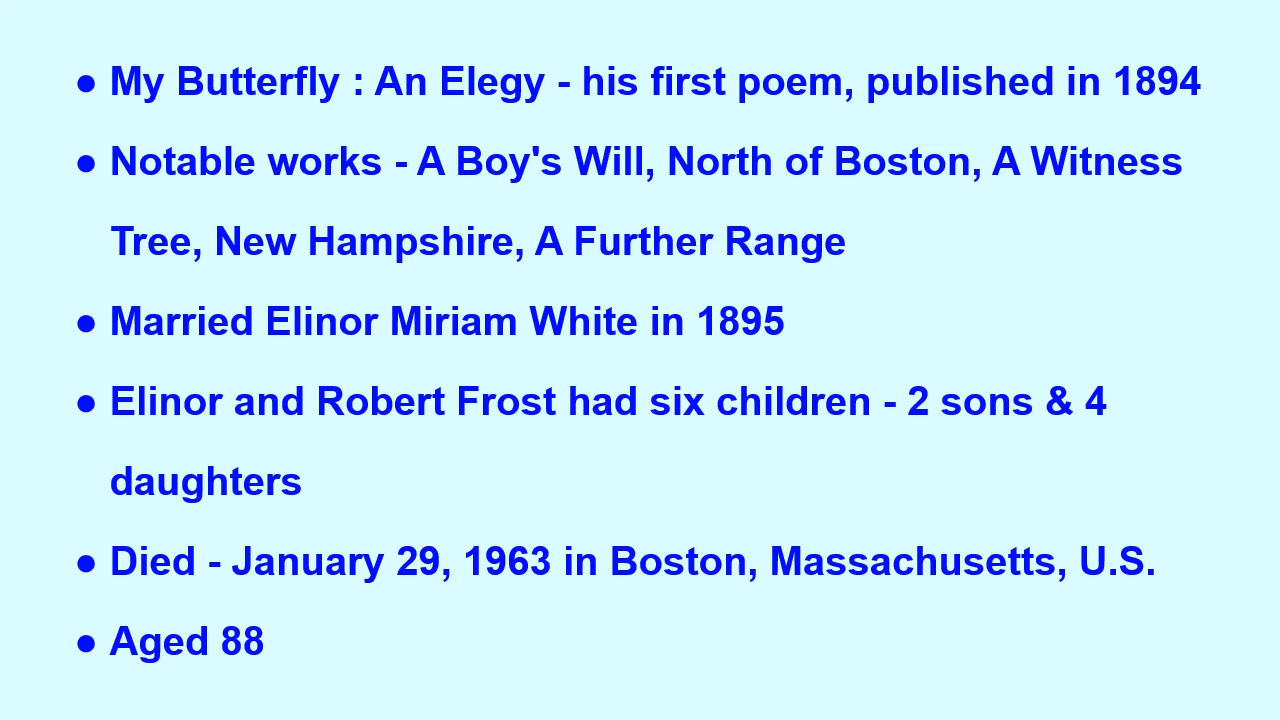 ● My Butterfly : An Elegy - his first poem, published in 1894
● Notable works - A Boy's Will, North of Boston, A Witness
Tree, New Hampshire, A Further Range
● Married Elinor Miriam White in 1895
● Elinor and Robert Frost had six children - 2 sons & 4
daughters
● Died - January 29, 1963 in Boston, Massachusetts, U.S.
● Aged 88